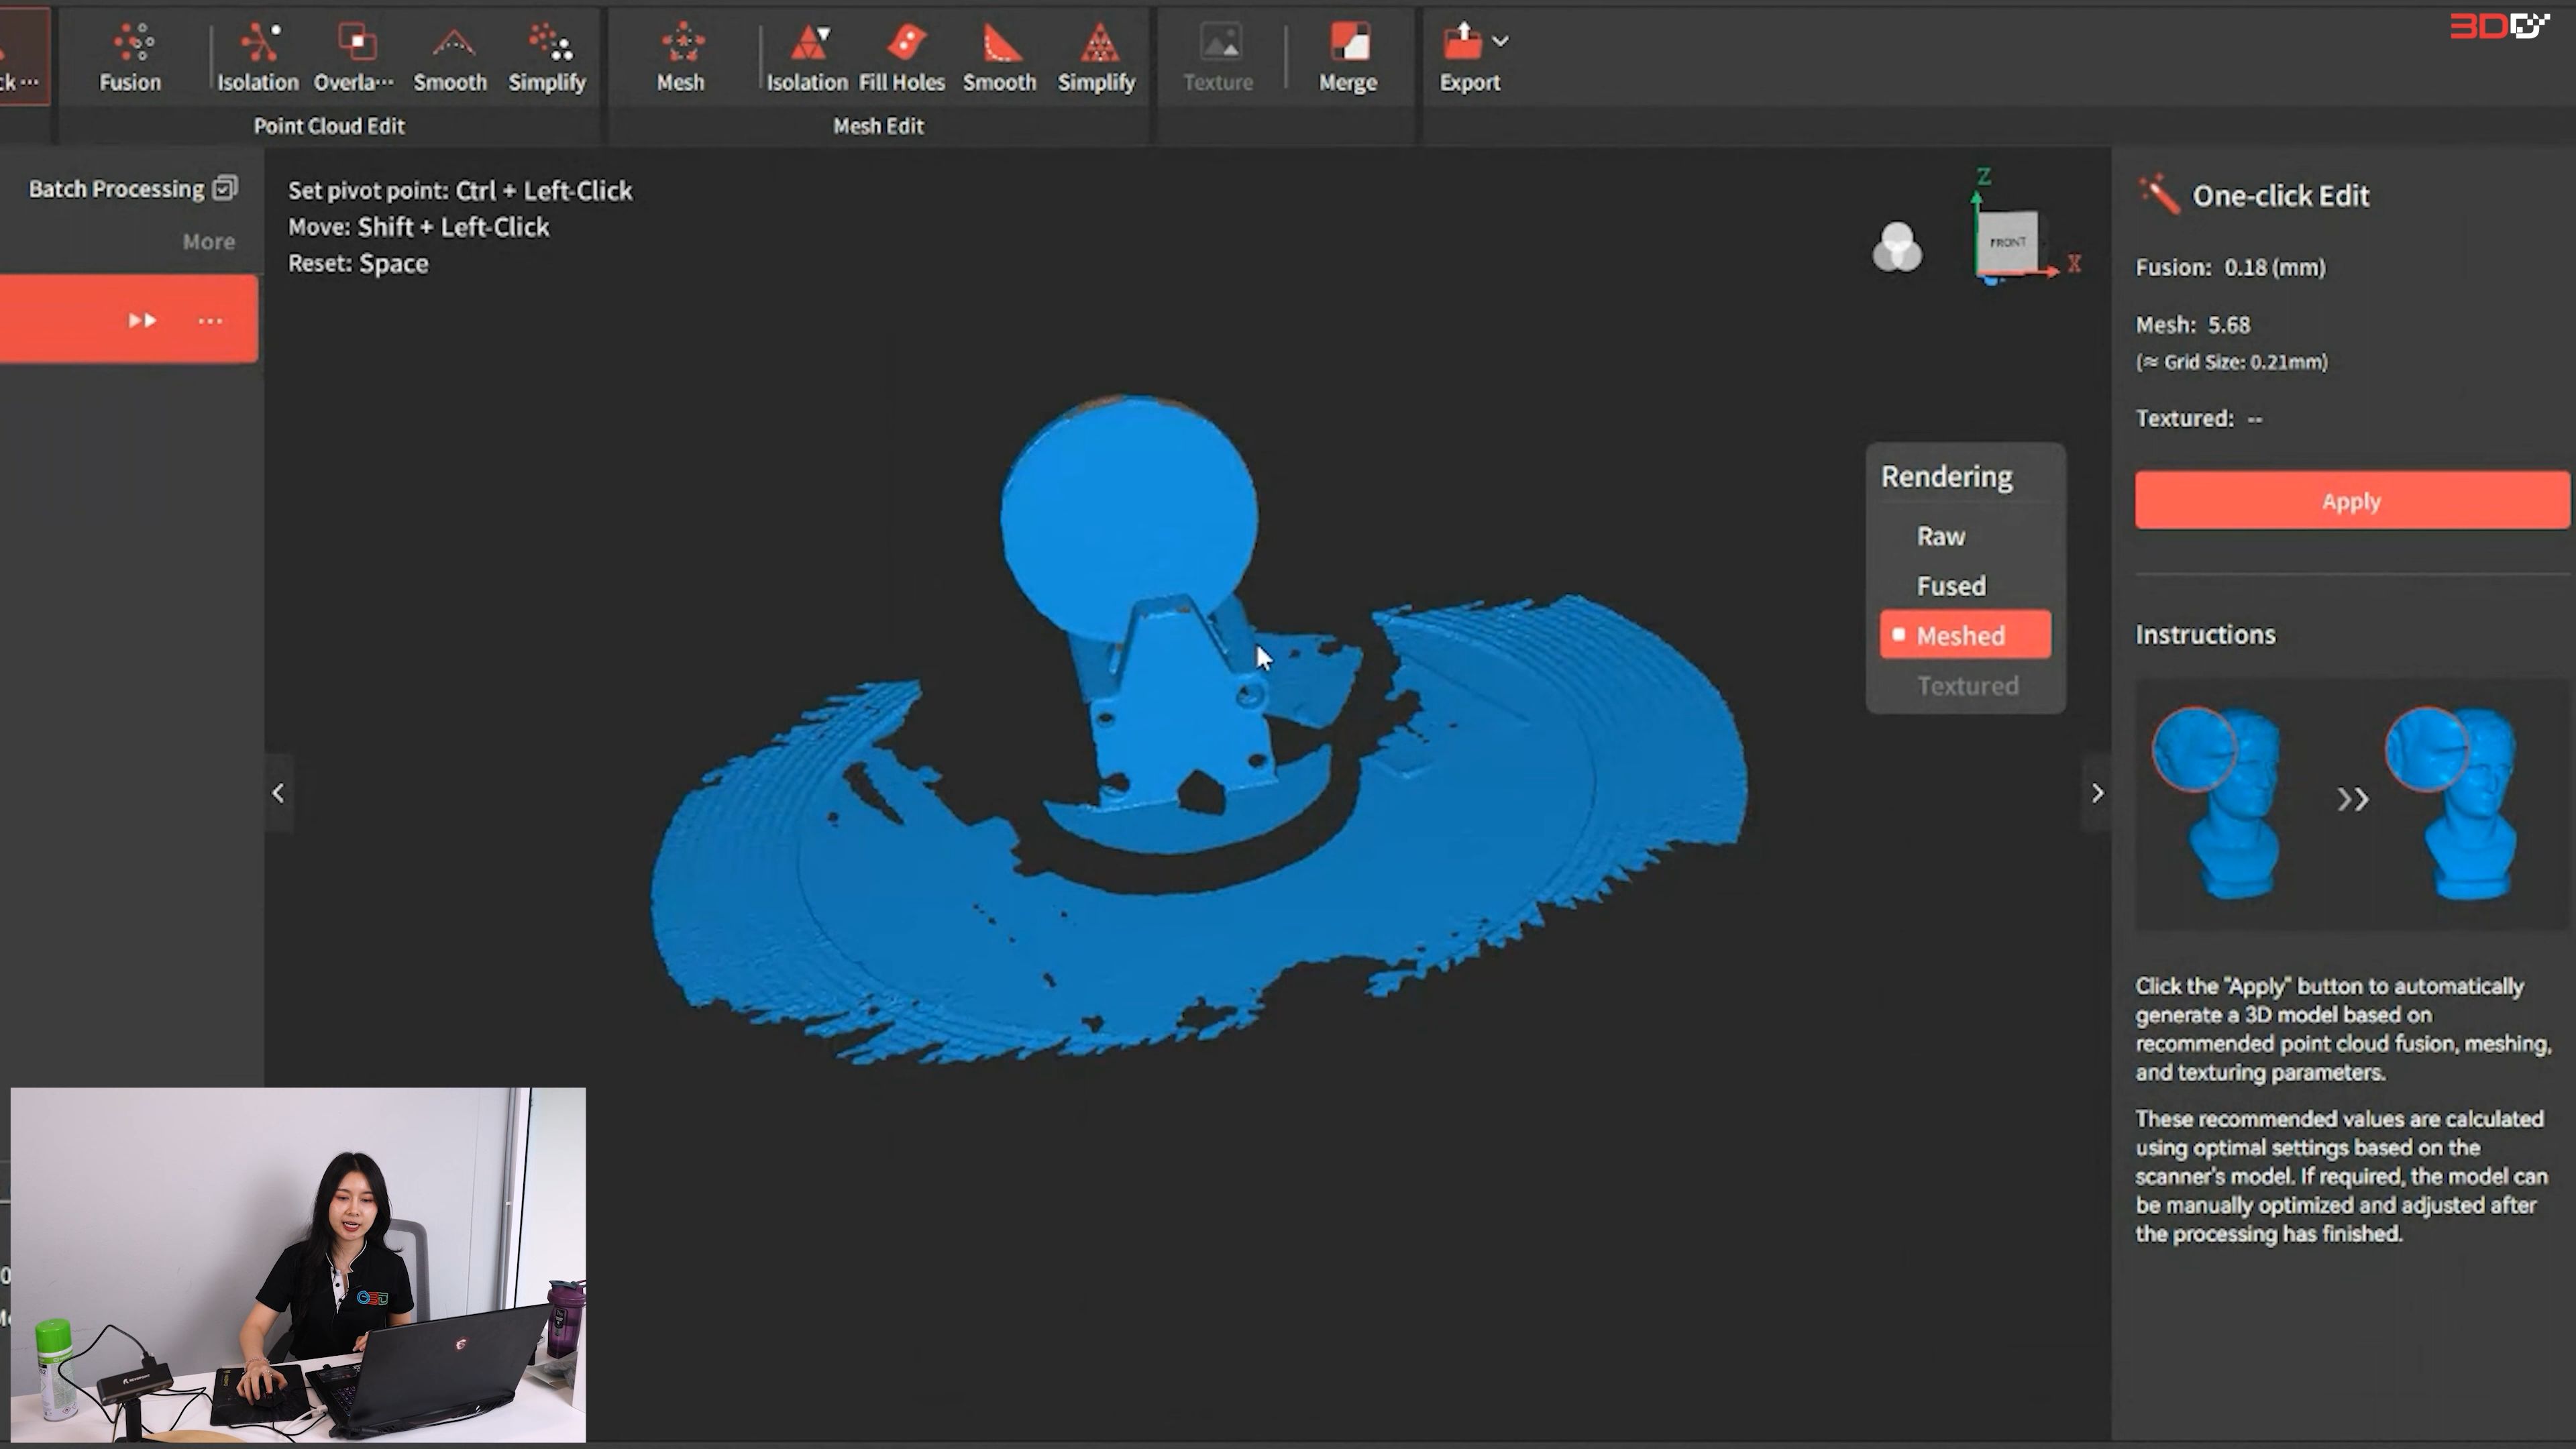 3DD
ck ···
Fusion
Isolation
Overla···
Smooth
Simplify
Mesh
Isolation
Fill Holes
Smooth
Simplify
Texture
Merge
Export
Point Cloud Edit
Mesh Edit
Batch Processing
More
Set pivot point: Ctrl + Left-Click
Move: Shift + Left-Click
Reset: Space
Z
FRONT
X
Rendering
Raw
Fused
Meshed
Textured
One-click Edit
Fusion: 0.18 (mm)
Mesh: 5.68
(≈ Grid Size: 0.21mm)
Textured: --
Apply
Instructions
Click the "Apply" button to automatically
generate a 3D model based on
recommended point cloud fusion, meshing,
and texturing parameters.
These recommended values are calculated
using optimal settings based on the
scanner's model. If required, the model can
be manually optimized and adjusted after
the processing has finished.